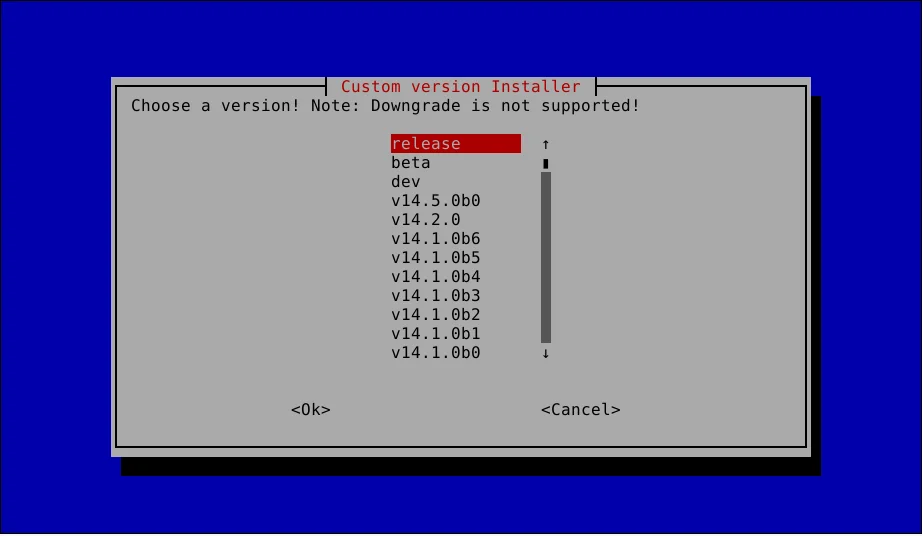 Custom version Installer
Choose a version! Note: Downgrade is not supported!
release ↑
beta
dev
v14.5.0b0
v14.2.0
v14.1.0b6
v14.1.0b5
v14.1.0b4
v14.1.0b3
v14.1.0b2
v14.1.0b1
v14.1.0b0 ↓
<Ok> <Cancel>